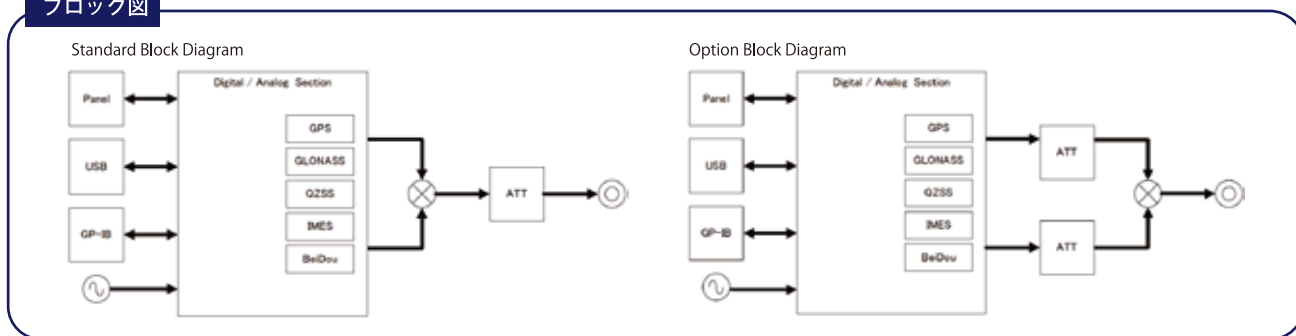 ブロック図
Standard Block Diagram
Digital / Analog Section
Panel
GPS
USB
GLONASS
QZSS
ATT
GP-IB
IMES
BeiDou
Option Block Diagram
Digital / Analog Section
Panel
GPS
ATT
USB
GLONASS
QZSS
GP-IB
IMES
ATT
BeiDou